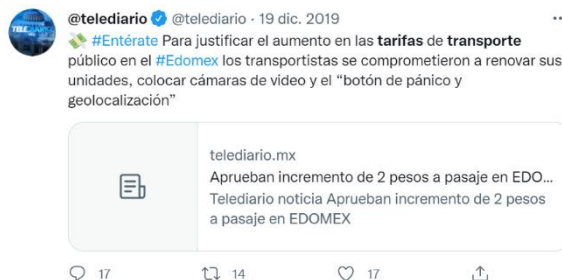 @telediario @telediario · 19 dic. 2019 ···
💸 #Entérate Para justificar el aumento en las tarifas de transporte
público en el #Edomex los transportistas se comprometieron a renovar sus
unidades, colocar cámaras de video y el “botón de pánico y
geolocalización”
telediario.mx
Aprueban incremento de 2 pesos a pasaje en EDO...
Telediario noticia Aprueban incremento de 2 pesos
a pasaje en EDOMEX
17 14 17